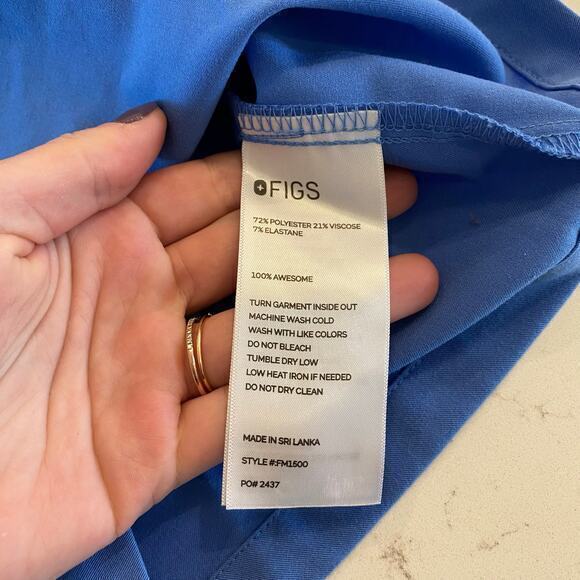 FIGS
72% POLYESTER 21% VISCOSE
7% ELASTANE
100% AWESOME
TURN GARMENT INSIDE OUT
MACHINE WASH COLD
WASH WITH LIKE COLORS
DO NOT BLEACH
TUMBLE DRY LOW
LOW HEAT IRON IF NEEDED
DO NOT DRY CLEAN
MADE IN SRI LANKA
STYLE #:FM1500
PO# 2437